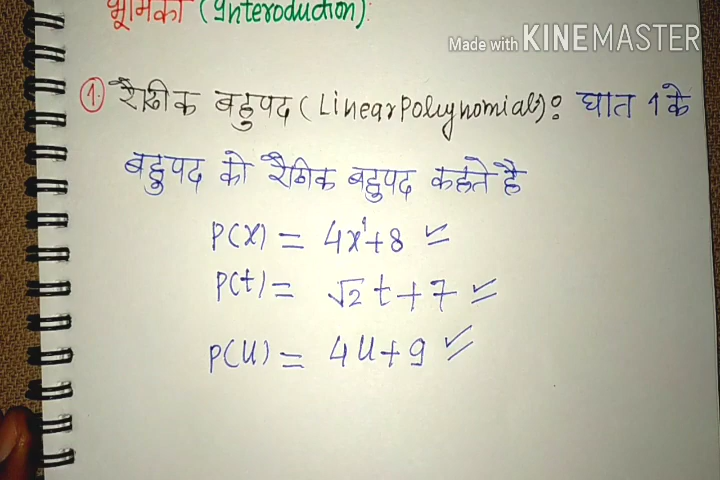 भूमिका (Interoduction).
Made with KINEMASTER
① रैखीक बहुपद (Linear Polynomials): घात 1 के
बहुपद को रैखिक बहुपद कहते है
P(x) = 4x¹+8
P(t) = √2 t + 7
P(U) = 4U+9